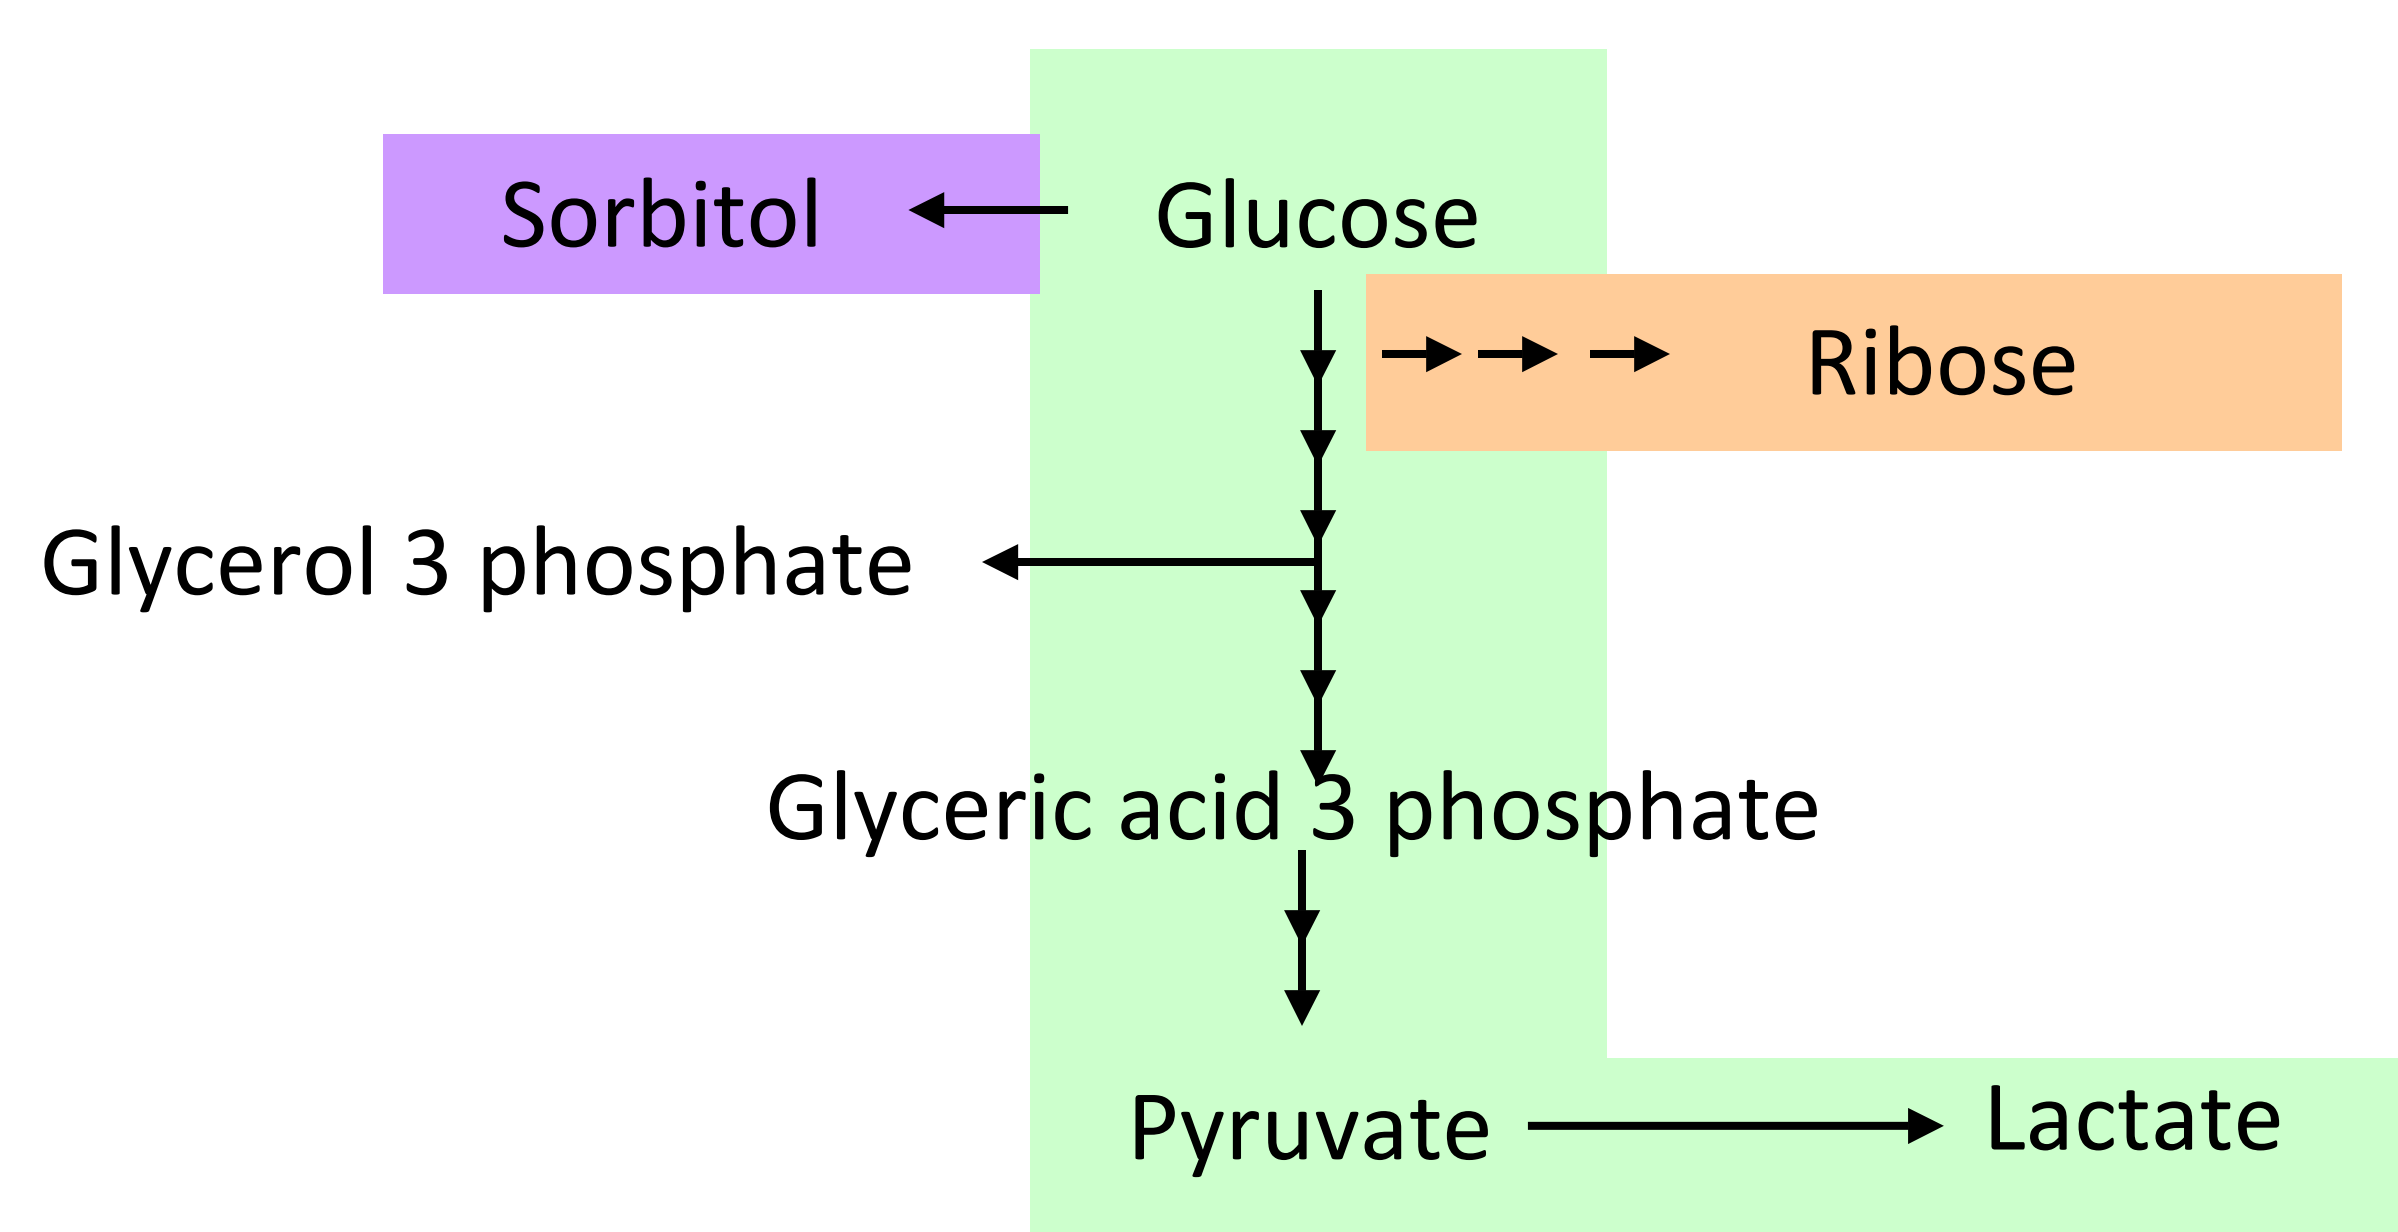 Sorbitol
Glucose
Ribose
Glycerol 3 phosphate
Glyceric acid 3 phosphate
Pyruvate
Lactate